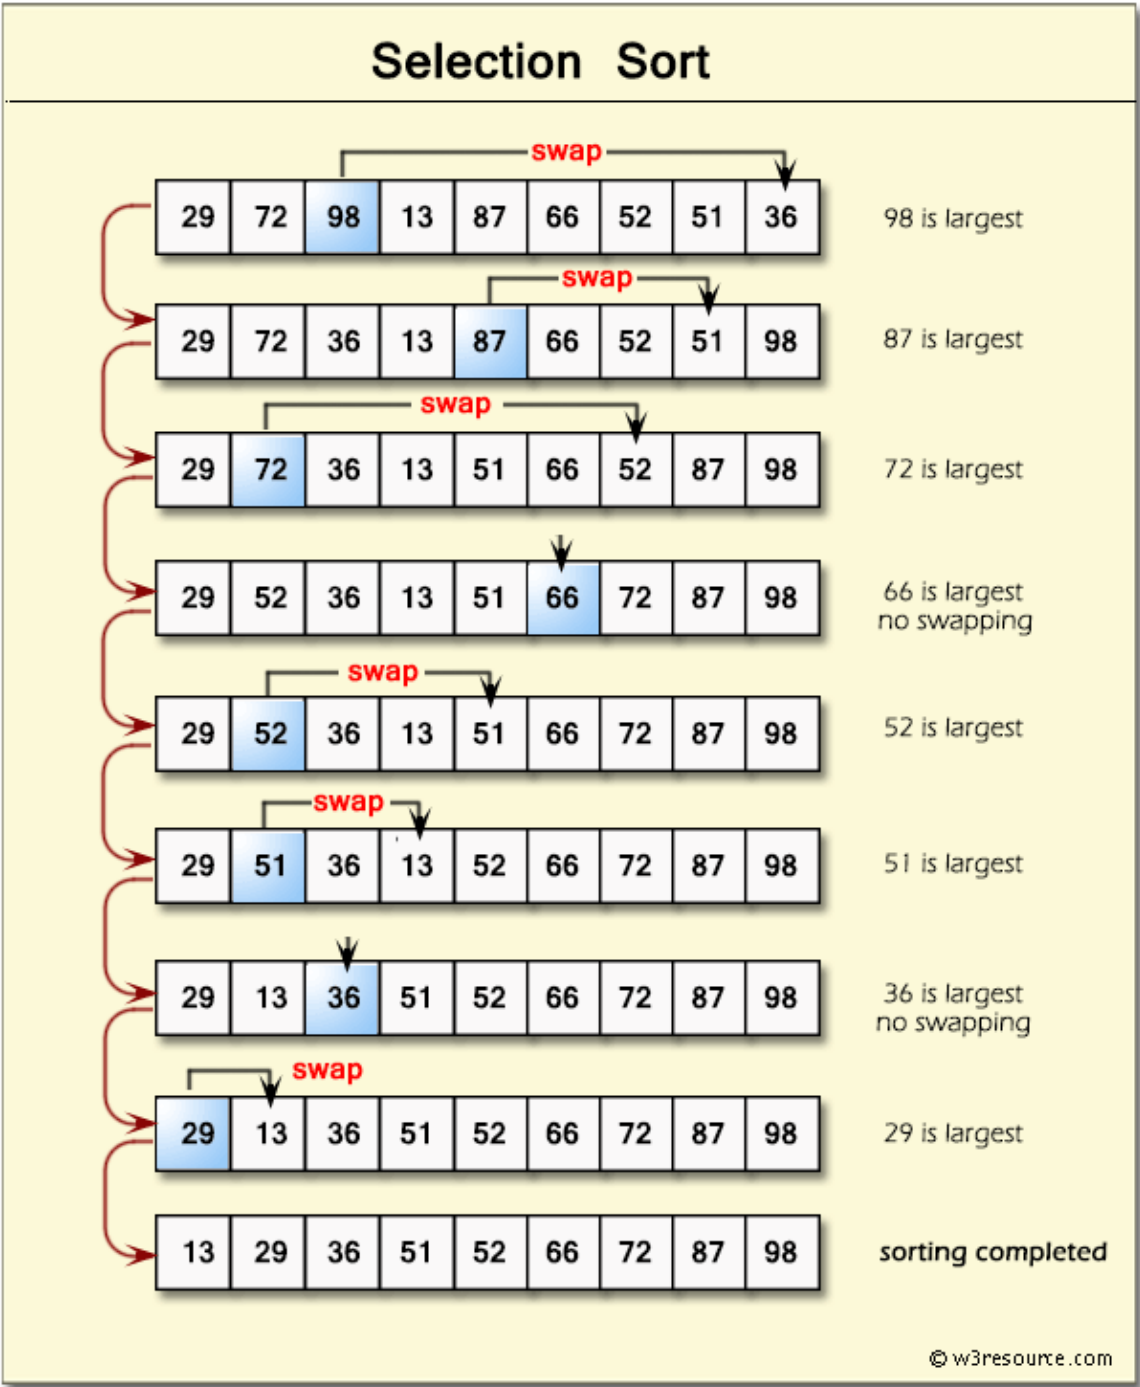 Selection Sort
swap
29 72 98 13 87 66 52 51 36
98 is largest
swap
29 72 36 13 87 66 52 51 98
87 is largest
swap
29 72 36 13 51 66 52 87 98
72 is largest
29 52 36 13 51 66 72 87 98
66 is largest
no swapping
swap
29 52 36 13 51 66 72 87 98
52 is largest
swap
29 51 36 13 52 66 72 87 98
51 is largest
29 13 36 51 52 66 72 87 98
36 is largest
no swapping
swap
29 13 36 51 52 66 72 87 98
29 is largest
13 29 36 51 52 66 72 87 98
sorting completed
© w3resource.com